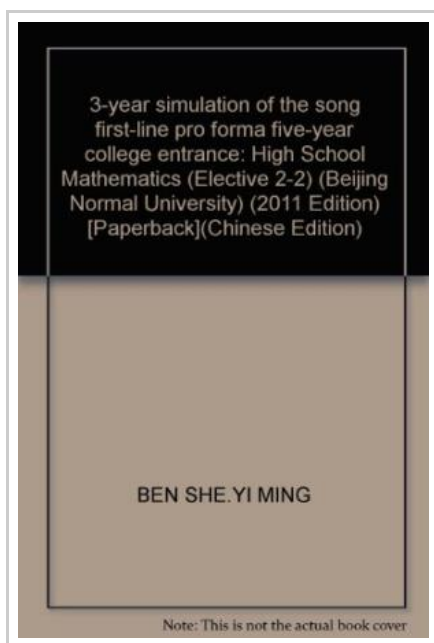 3-year simulation of the song
first-line pro forma five-year
college entrance: High School
Mathematics (Elective 2-2) (Beijing
Normal University) (2011 Edition)
[Paperback](Chinese Edition)
BEN SHE.YI MING
Note: This is not the actual book cover